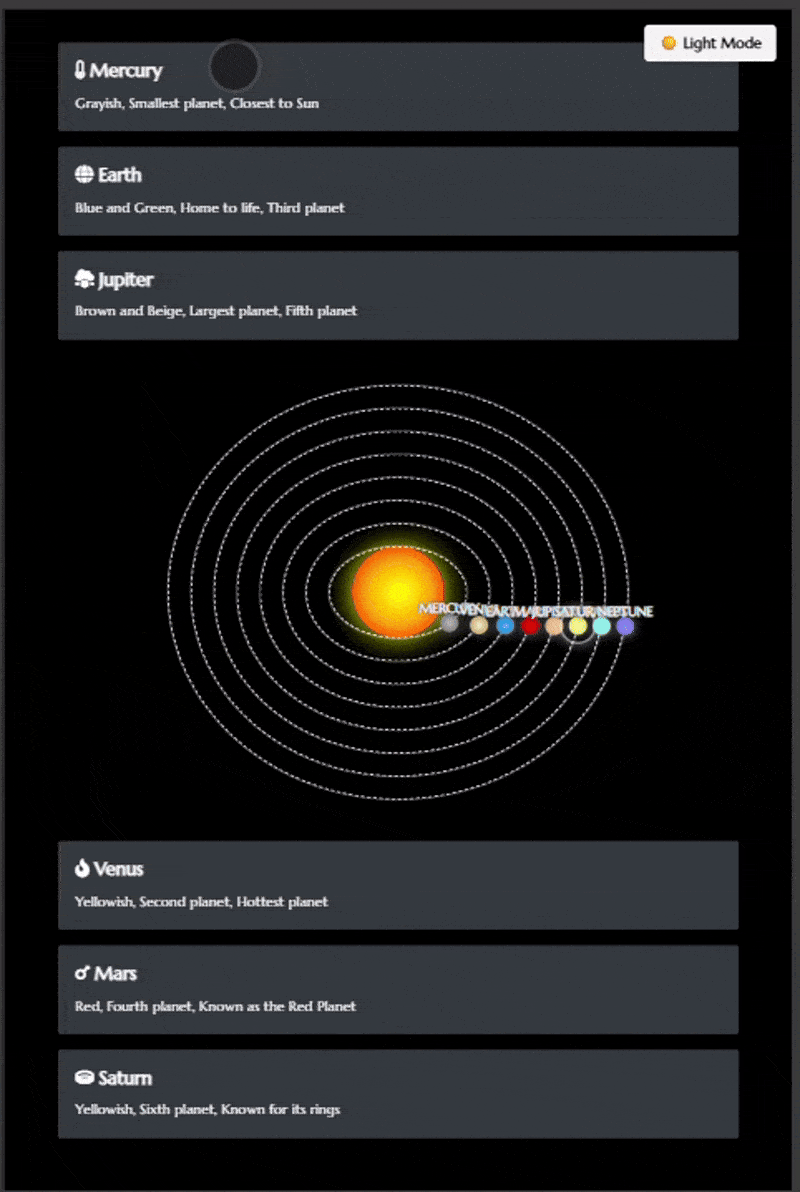 Light Mode
Mercury
Grayish, Smallest planet, Closest to Sun
Earth
Blue and Green, Home to life, Third planet
Jupiter
Brown and Beige, Largest planet, Fifth planet
NEPTUNE
Venus
Yellowish, Second planet, Hottest planet
Mars
Red, Fourth planet, Known as the Red Planet
Saturn
Yellowish, Sixth planet, Known for its rings